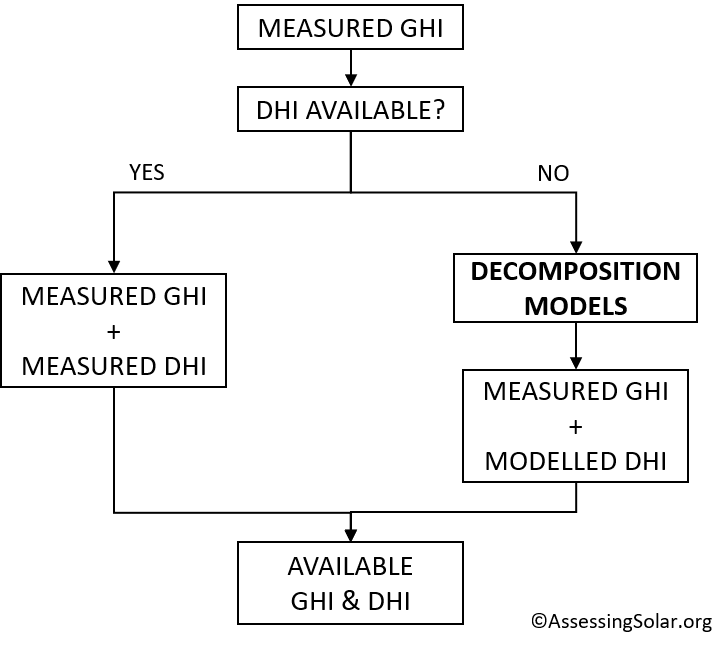 MEASURED GHI
DHI AVAILABLE?
YES
NO
DECOMPOSITION
MODELS
MEASURED GHI
+
MEASURED DHI
MEASURED GHI
+
MODELLED DHI
AVAILABLE
GHI & DHI
©AssessingSolar.org